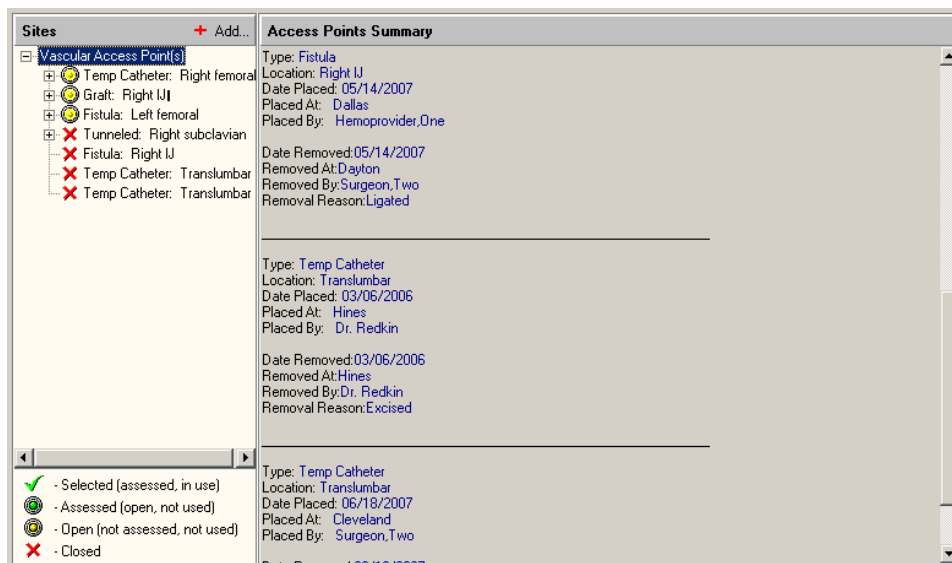 Sites
+ Add...
Vascular Access Point(s)
Temp Catheter: Right femoral
Graft: Right IJ
Fistula: Left femoral
Tunneled: Right subclavian
Fistula: Right IJ
Temp Catheter: Translumbar
Temp Catheter: Translumbar
- Selected (assessed, in use)
- Assessed (open, not used)
- Open (not assessed, not used)
- Closed
Access Points Summary
Type: Fistula
Location: Right IJ
Date Placed: 05/14/2007
Placed At: Dallas
Placed By: Hemoprovider,One
Date Removed:05/14/2007
Removed At:Dayton
Removed By:Surgeon,Two
Removal Reason:Ligated
Type: Temp Catheter
Location: Translumbar
Date Placed: 03/06/2006
Placed At: Hines
Placed By: Dr. Redkin
Date Removed:03/06/2006
Removed At:Hines
Removed By:Dr. Redkin
Removal Reason:Excised
Type: Temp Catheter
Location: Translumbar
Date Placed: 06/18/2007
Placed At: Cleveland
Placed By: Surgeon,Two